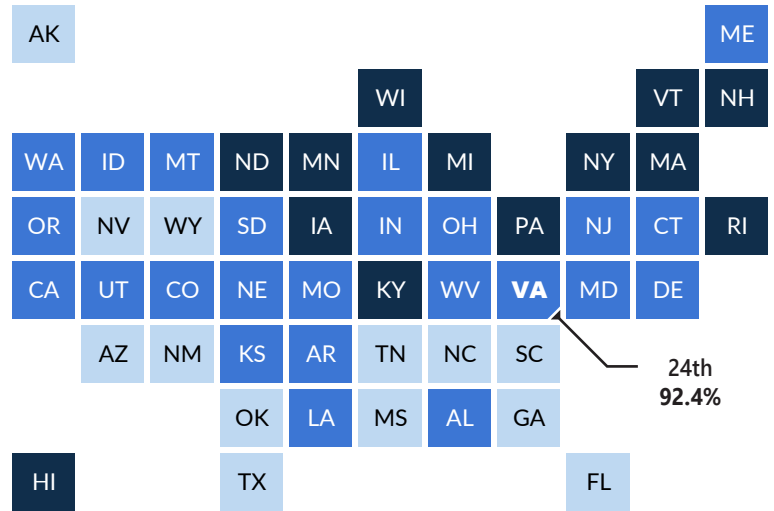 AK ME
WI VT NH
WA ID MT ND MN IL MI NY MA
OR NV WY SD IA IN OH PA NJ CT RI
CA UT CO NE MO KY WV VA MD DE
AZ NM KS AR TN NC SC
24th
92.4%
OK LA MS AL GA
HI TX FL